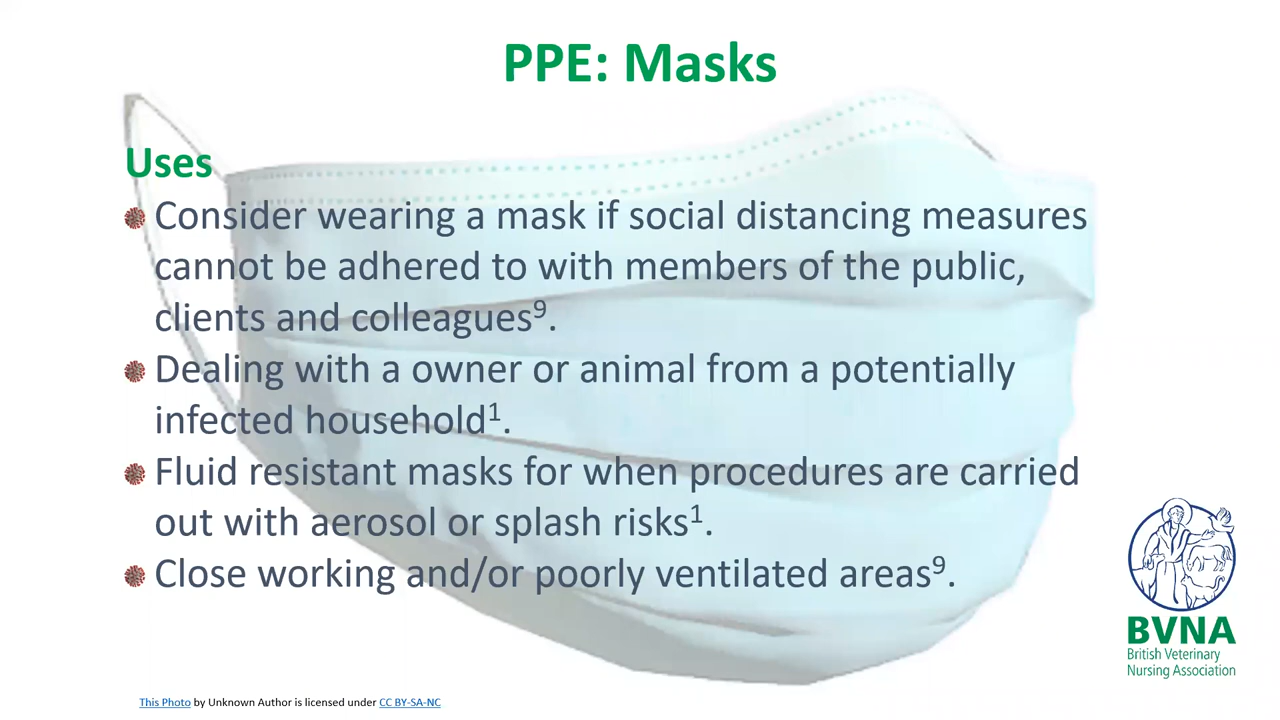 PPE: Masks
Uses
Consider wearing a mask if social distancing measures
cannot be adhered to with members of the public,
clients and colleagues⁹.
Dealing with a owner or animal from a potentially
infected household¹.
Fluid resistant masks for when procedures are carried
out with aerosol or splash risks¹.
Close working and/or poorly ventilated areas⁹.
BVNA
British Veterinary
Nursing Association
This Photo by Unknown Author is licensed under CC BY-SA-NC